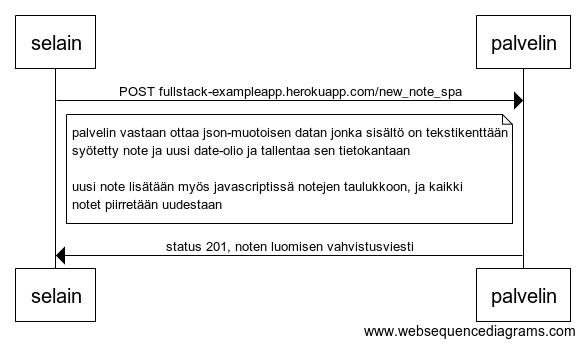 selain
palvelin
POST fullstack-exampleapp.herokuapp.com/new_note_spa
palvelin vastaan ottaa json-muotoisen datan jonka sisältö on tekstikenttään
syötetty note ja uusi date-olio ja tallentaa sen tietokantaan
uusi note lisätään myös javascriptissä notejen taulukkoon, ja kaikki
notet piirretään uudestaan
status 201, noten luomisen vahvistusviesti
selain
palvelin
www.websequencediagrams.com